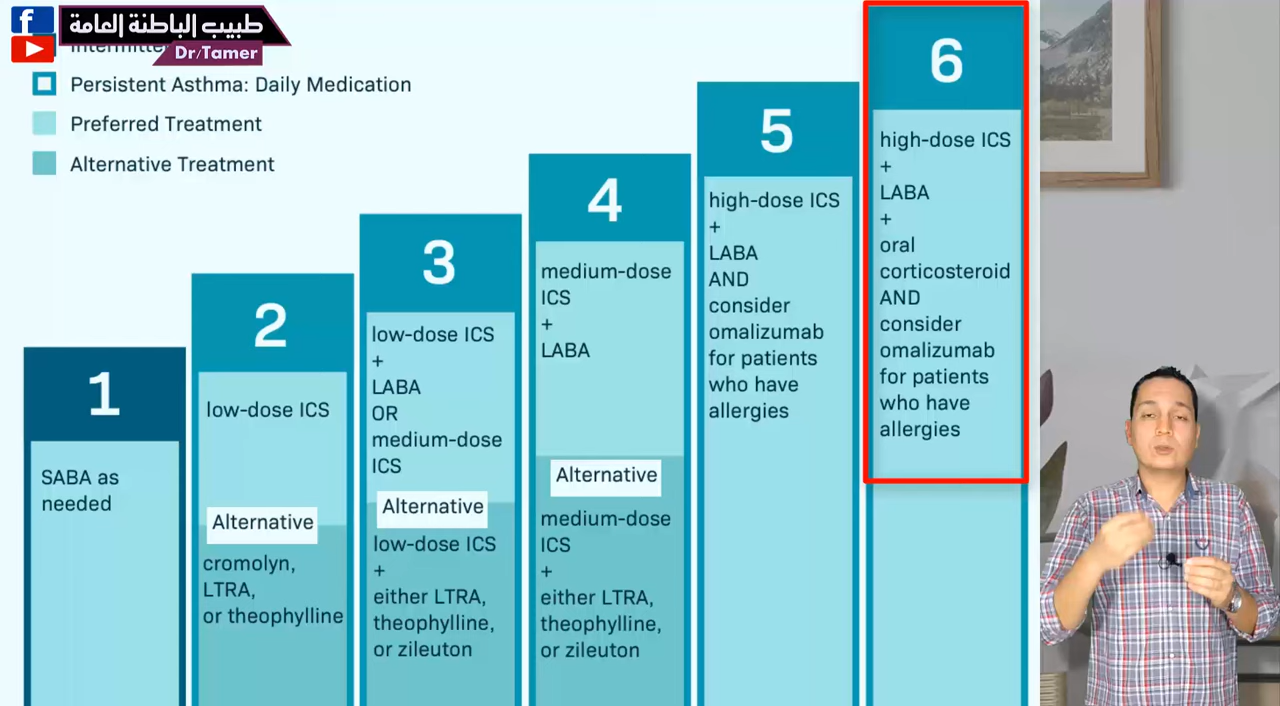 f
طبيب الباطنة العامة
Dr/Tamer
Persistent Asthma: Daily Medication
Preferred Treatment
Alternative Treatment
1
SABA as
needed
2
low-dose ICS
Alternative
cromolyn,
LTRA,
or theophylline
3
low-dose ICS
+
LABA
OR
medium-dose
ICS
Alternative
low-dose ICS
+
either LTRA,
theophylline,
or zileuton
4
medium-dose
ICS
+
LABA
Alternative
medium-dose
ICS
+
either LTRA,
theophylline,
or zileuton
5
high-dose ICS
+
LABA
AND
consider
omalizumab
for patients
who have
allergies
6
high-dose ICS
+
LABA
+
oral
corticosteroid
AND
consider
omalizumab
for patients
who have
allergies